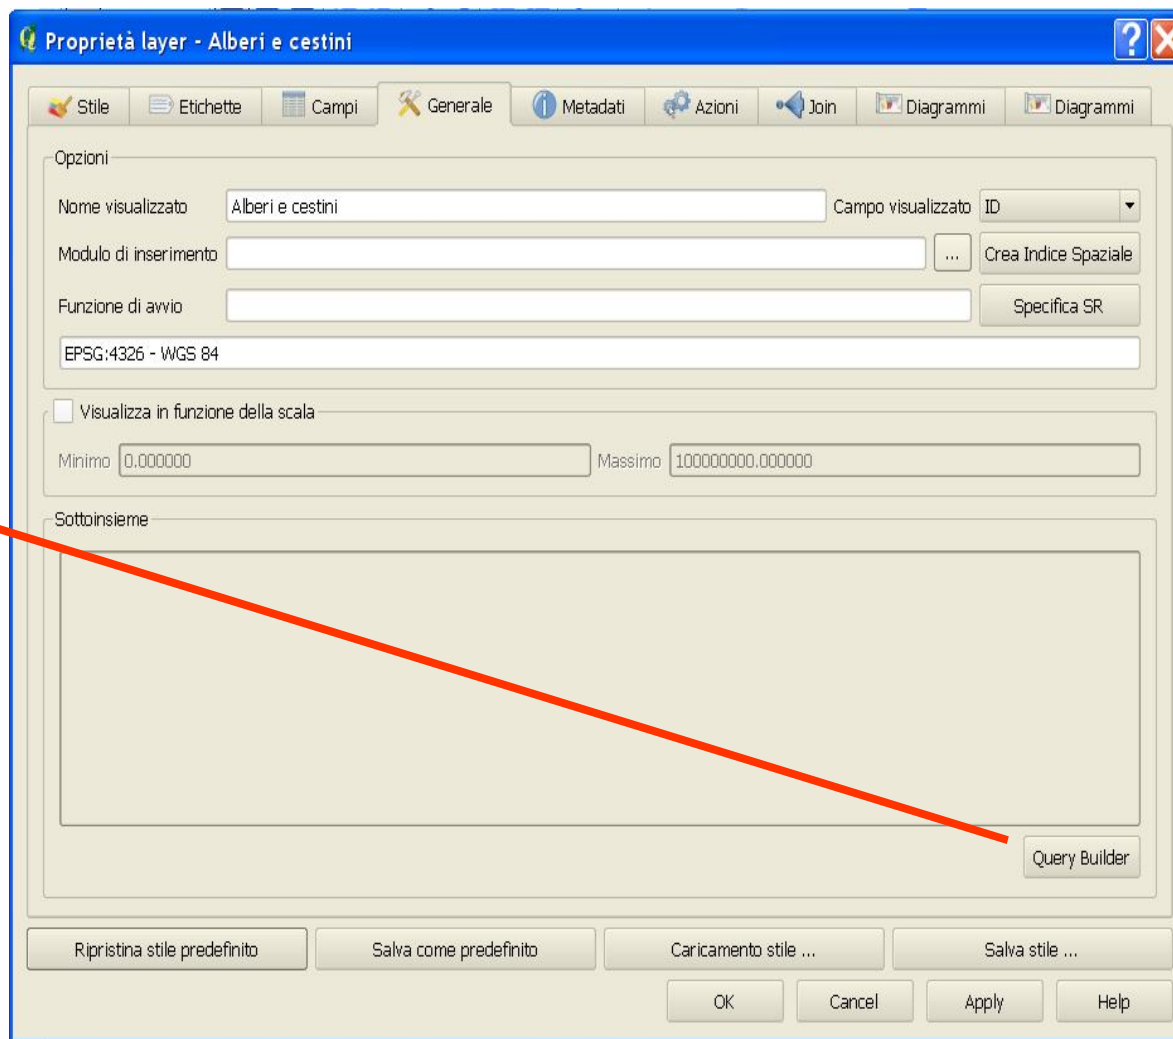 Proprietà layer - Alberi e cestini
Stile Etichette Campi Generale Metadati Azioni Join Diagrammi Diagrammi
Opzioni
Nome visualizzato Alberi e cestini Campo visualizzato ID
Modulo di inserimento ... Crea Indice Spaziale
Funzione di avvio Specifica SR
EPSG:4326 - WGS 84
Visualizza in funzione della scala
Minimo 0.000000 Massimo 100000000.000000
Sottoinsieme
Query Builder
Ripristina stile predefinito Salva come predefinito Caricamento stile ... Salva stile ...
OK Cancel Apply Help